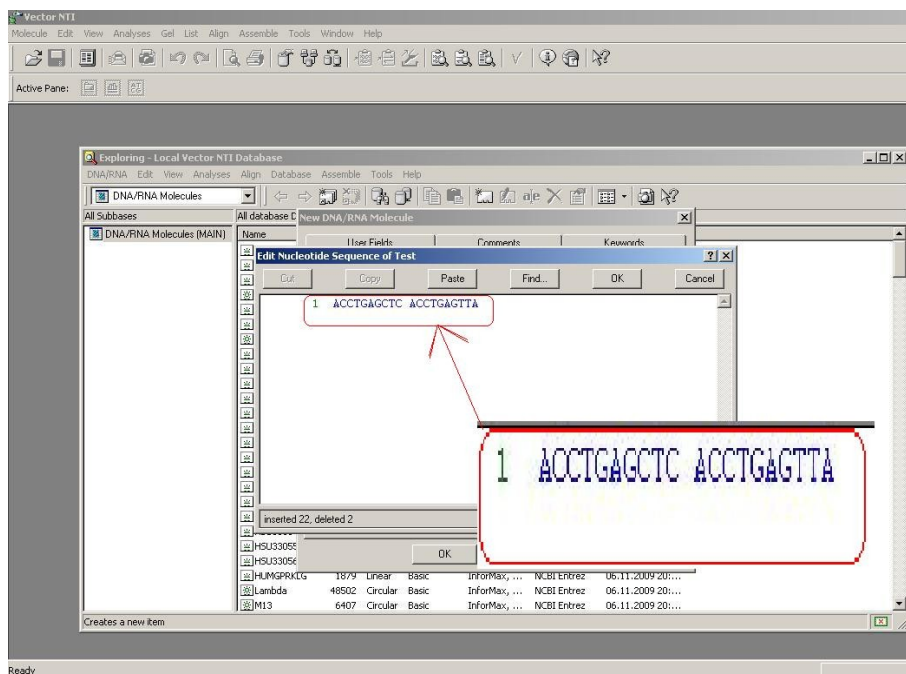 Vector NTI
Molecule Edit View Analyses Gel List Align Assemble Tools Window Help
Active Pane:
Exploring - Local Vector NTI Database
DNA/RNA Edit View Analyses Align Database Assemble Tools Help
DNA/RNA Molecules
All Subbases
All database D
New DNA/RNA Molecule
DNA/RNA Molecules (MAIN)
Name
User Fields Comments Keywords
Edit Nucleotide Sequence of Test
Cut Copy Paste Find... OK Cancel
1 ACCTGAGCTC ACCTGAGTTA
1 ACCTGAGCTC ACCTGAGTTA
inserted 22, deleted 2
HSU33055
HSU33056
OK
HUMGPRKLG 1879 Linear Basic InforMax, ... NCBI Entrez 06.11.2009 20:...
Lambda 48502 Circular Basic InforMax, ... NCBI Entrez 06.11.2009 20:...
M13 6407 Circular Basic InforMax, ... NCBI Entrez 06.11.2009 20:...
Creates a new item
Ready